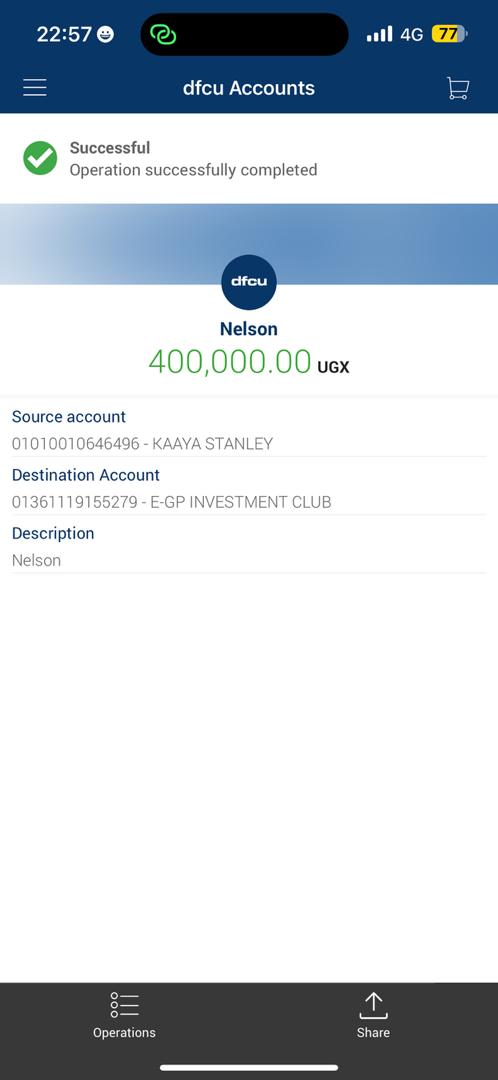 22:57
4G 77
dfcu Accounts
Successful
Operation successfully completed
dfcu
Nelson
400,000.00 UGX
Source account
01010010646496 - KAAYA STANLEY
Destination Account
01361119155279 - E-GP INVESTMENT CLUB
Description
Nelson
Operations
Share